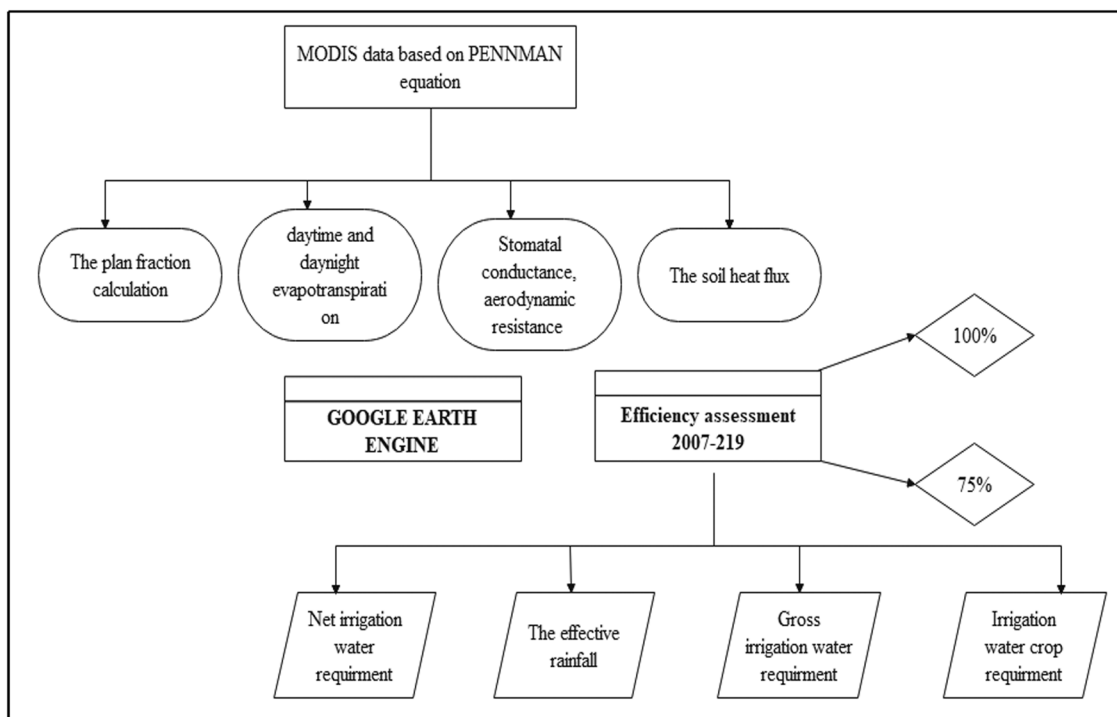 MODIS data based on PENNMAN
equation
The plan fraction
calculation
daytime and
daynight
evapotranspirati
on
Stomatal
conductance,
aerodynamic
resistance
The soil heat flux
100%
GOOGLE EARTH
ENGINE
Efficiency assessment
2007-219
75%
Net irrigation
water
requirment
The effective
rainfall
Gross
irrigation water
requirment
Irrigation
water crop
requirment